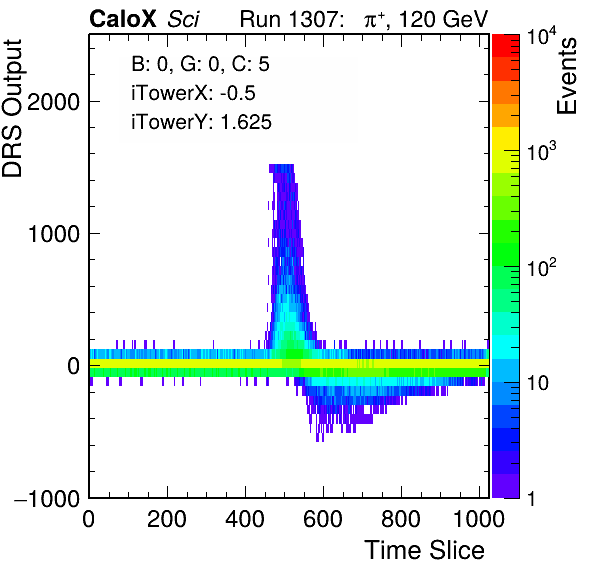 CaloX Sci Run 1307: π⁺, 120 GeV
B: 0, G: 0, C: 5
iTowerX: -0.5
iTowerY: 1.625
DRS Output
2000
1000
0
−1000
0 200 400 600 800 1000
Time Slice
Events
10⁴
10³
10²
10
1